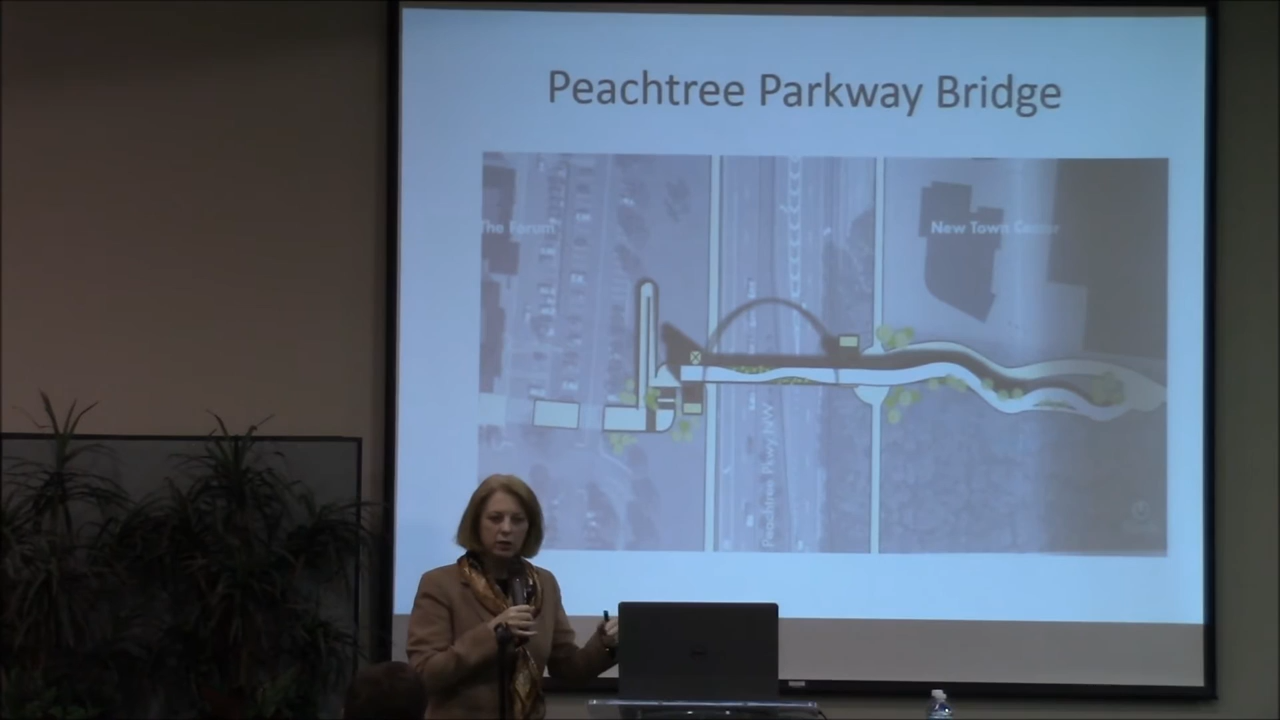 Peachtree Parkway Bridge
The Forum
New Town Center
Peachtree Pkwy NW